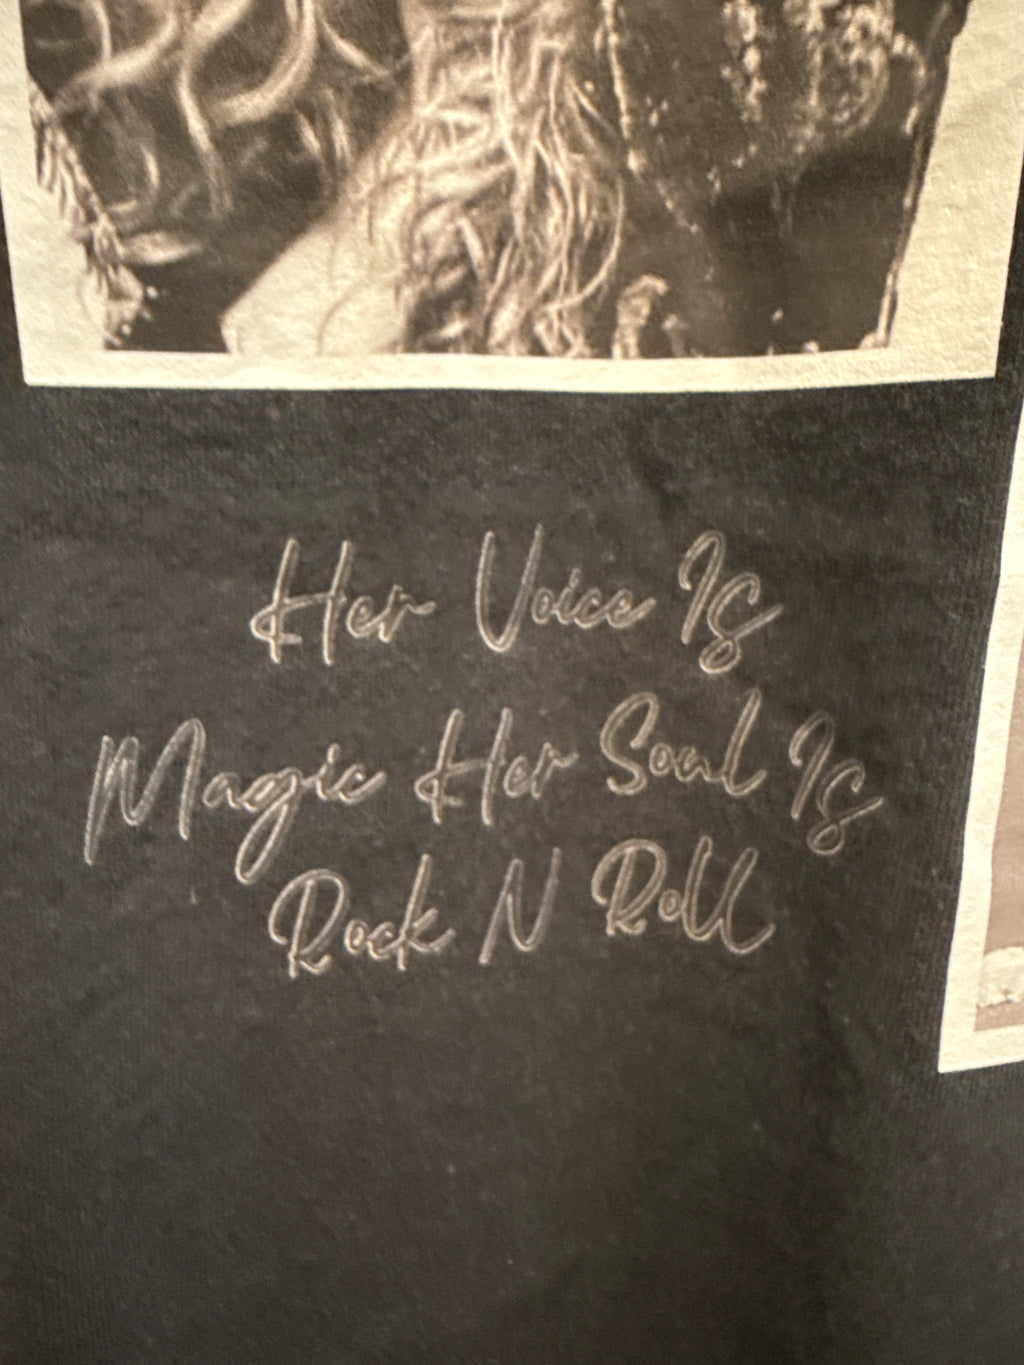 Her Voice Is
Magic Her Soul Is
Rock N Roll